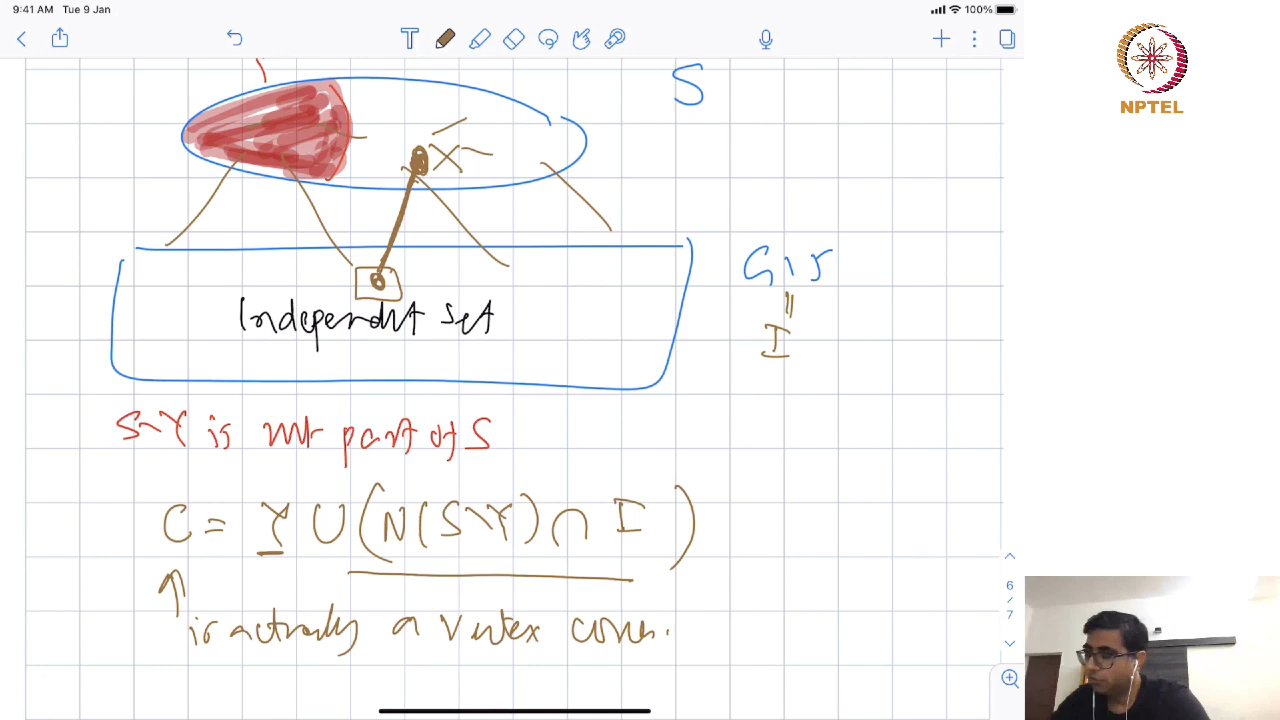 9:41 AM Tue 9 Jan
100%
NPTEL
S
G \ S
=
I
Independnt set
S\Y is not part of S
C = Y ∪ (N(S\Y) ∩ I)
is actually a vertex cover.
6
7